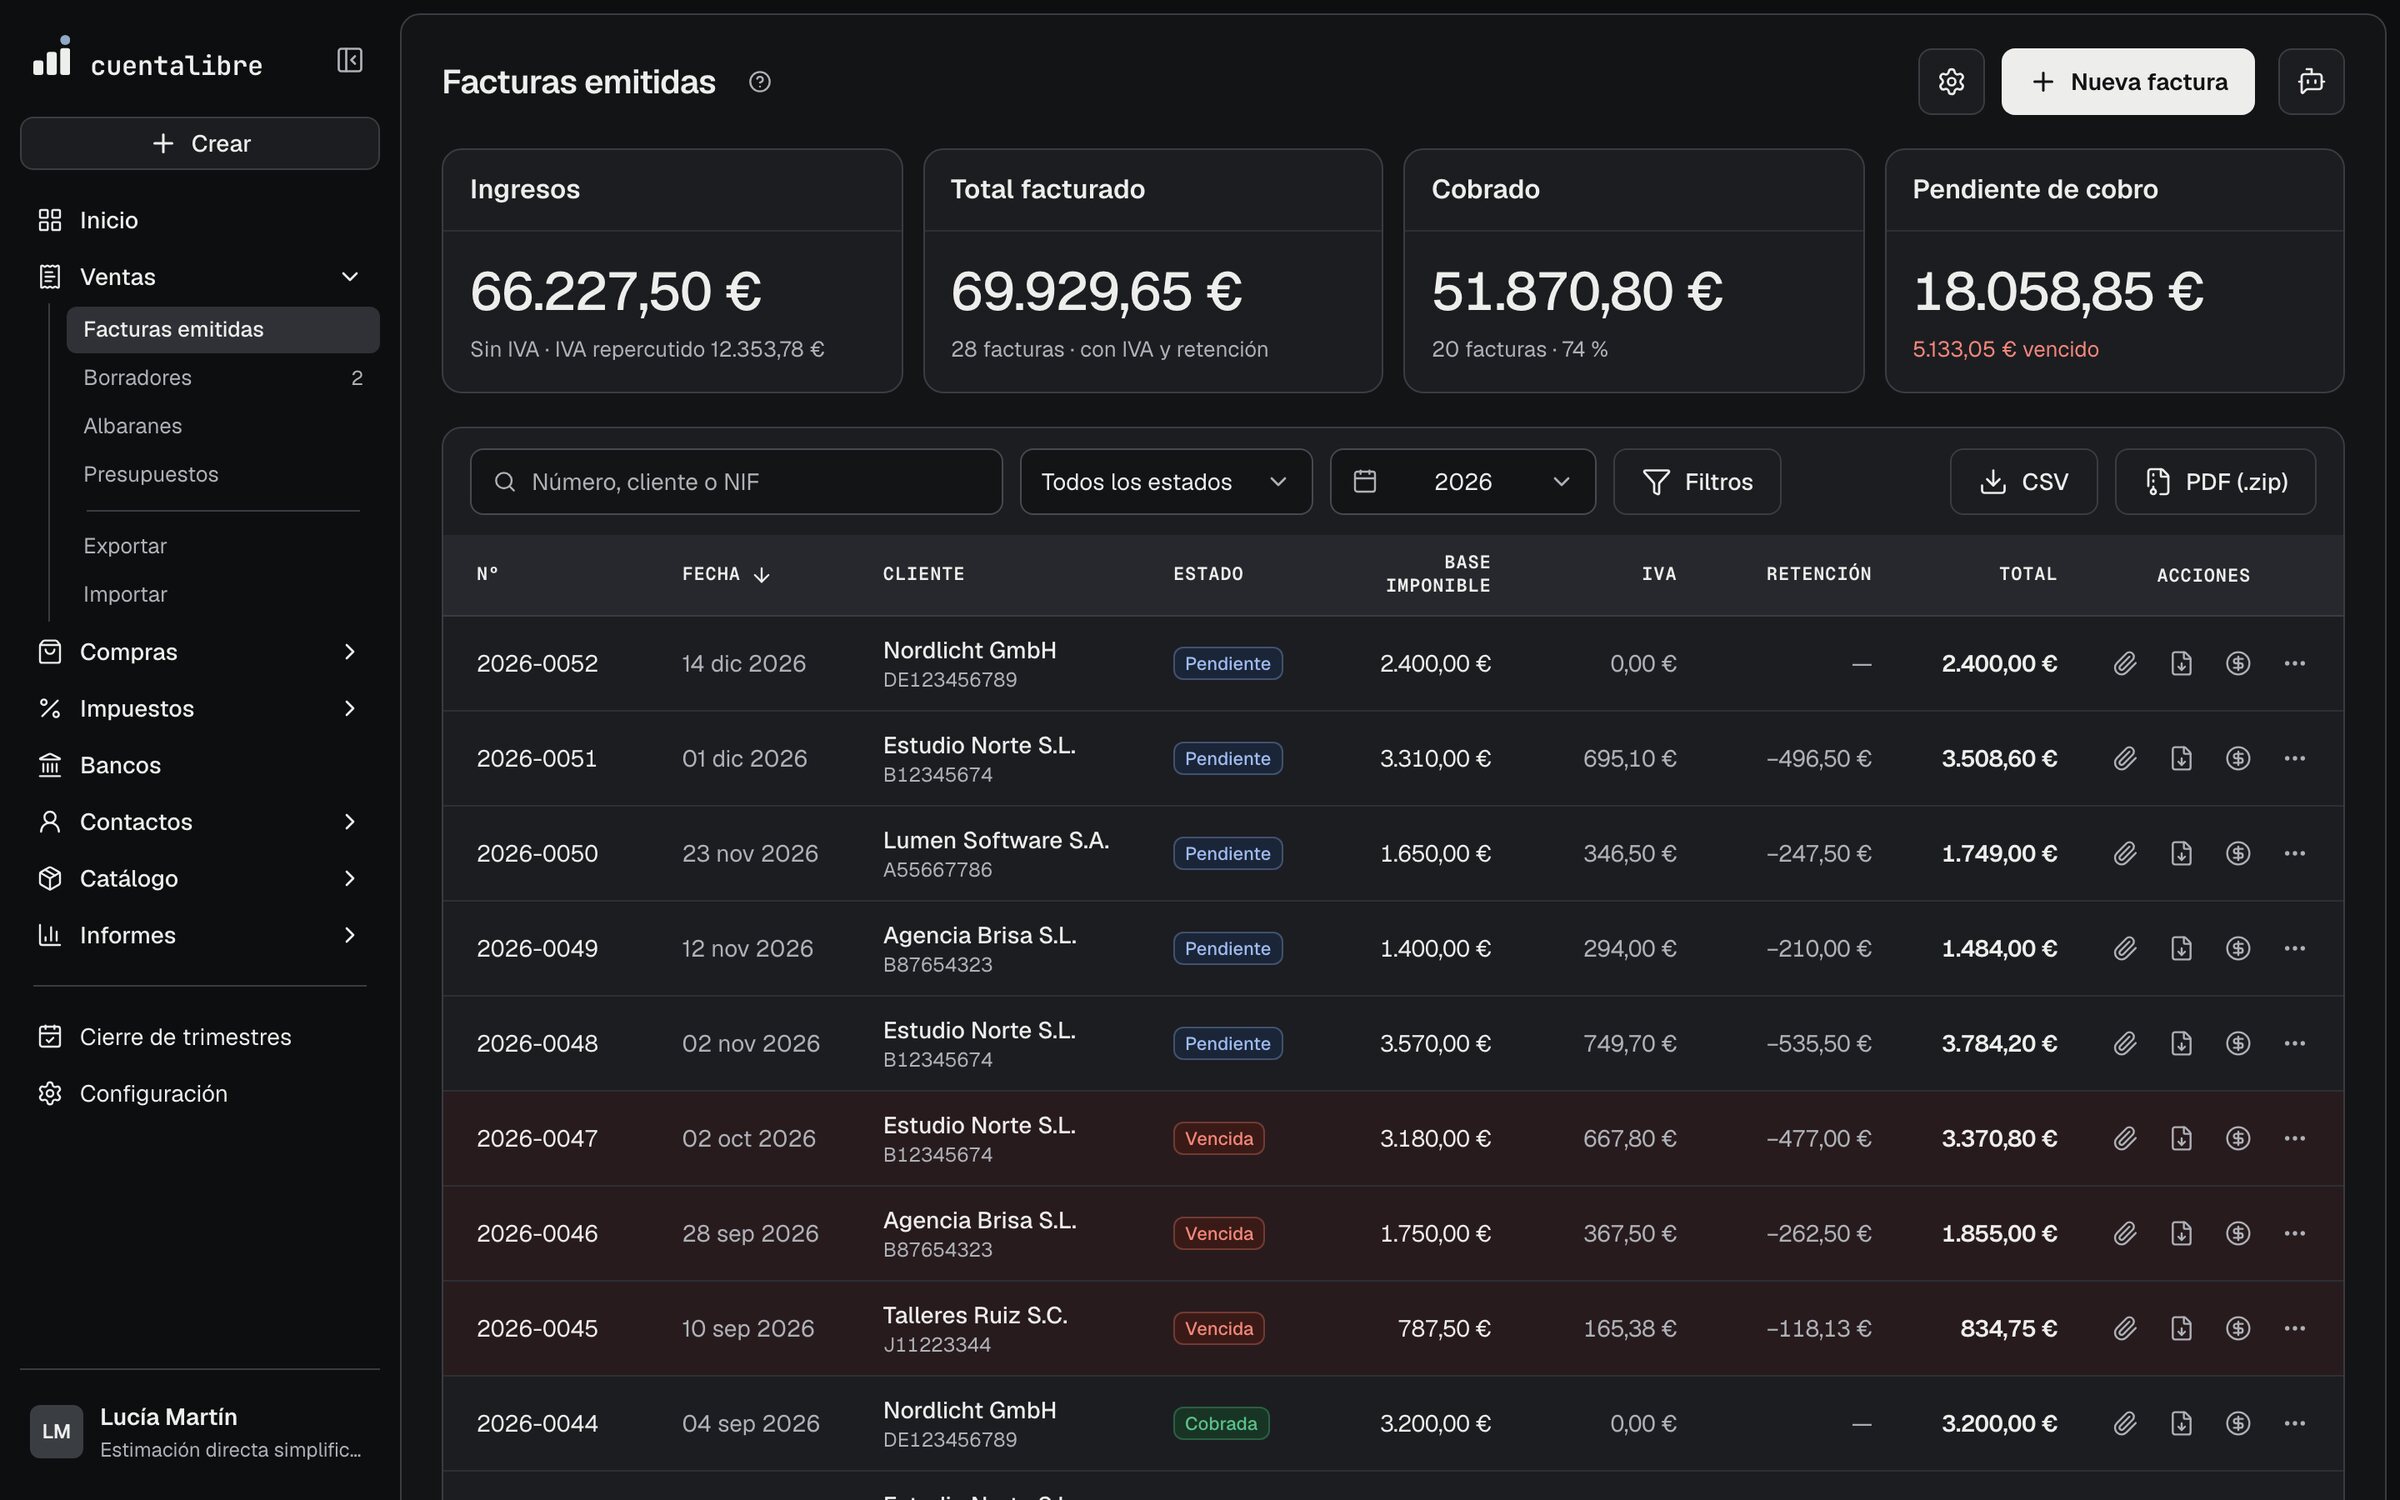 cuentalibre
Crear
Inicio
Ventas
Facturas emitidas
Borradores 2
Albaranes
Presupuestos
Exportar
Importar
Compras
Impuestos
Bancos
Contactos
Catálogo
Informes
Cierre de trimestres
Configuración
LM
Lucía Martín
Estimación directa simplific...
Facturas emitidas
Nueva factura
Ingresos
66.227,50 €
Sin IVA · IVA repercutido 12.353,78 €
Total facturado
69.929,65 €
28 facturas · con IVA y retención
Cobrado
51.870,80 €
20 facturas · 74 %
Pendiente de cobro
18.058,85 €
5.133,05 € vencido
Número, cliente o NIF
Todos los estados
2026
Filtros
CSV
PDF (.zip)
Nº FECHA CLIENTE ESTADO BASE IMPONIBLE IVA RETENCIÓN TOTAL ACCIONES
2026-0052 14 dic 2026 Nordlicht GmbH DE123456789 Pendiente 2.400,00 € 0,00 € — 2.400,00 €
2026-0051 01 dic 2026 Estudio Norte S.L. B12345674 Pendiente 3.310,00 € 695,10 € −496,50 € 3.508,60 €
2026-0050 23 nov 2026 Lumen Software S.A. A55667786 Pendiente 1.650,00 € 346,50 € −247,50 € 1.749,00 €
2026-0049 12 nov 2026 Agencia Brisa S.L. B87654323 Pendiente 1.400,00 € 294,00 € −210,00 € 1.484,00 €
2026-0048 02 nov 2026 Estudio Norte S.L. B12345674 Pendiente 3.570,00 € 749,70 € −535,50 € 3.784,20 €
2026-0047 02 oct 2026 Estudio Norte S.L. B12345674 Vencida 3.180,00 € 667,80 € −477,00 € 3.370,80 €
2026-0046 28 sep 2026 Agencia Brisa S.L. B87654323 Vencida 1.750,00 € 367,50 € −262,50 € 1.855,00 €
2026-0045 10 sep 2026 Talleres Ruiz S.C. J11223344 Vencida 787,50 € 165,38 € −118,13 € 834,75 €
2026-0044 04 sep 2026 Nordlicht GmbH DE123456789 Cobrada 3.200,00 € 0,00 € — 3.200,00 €